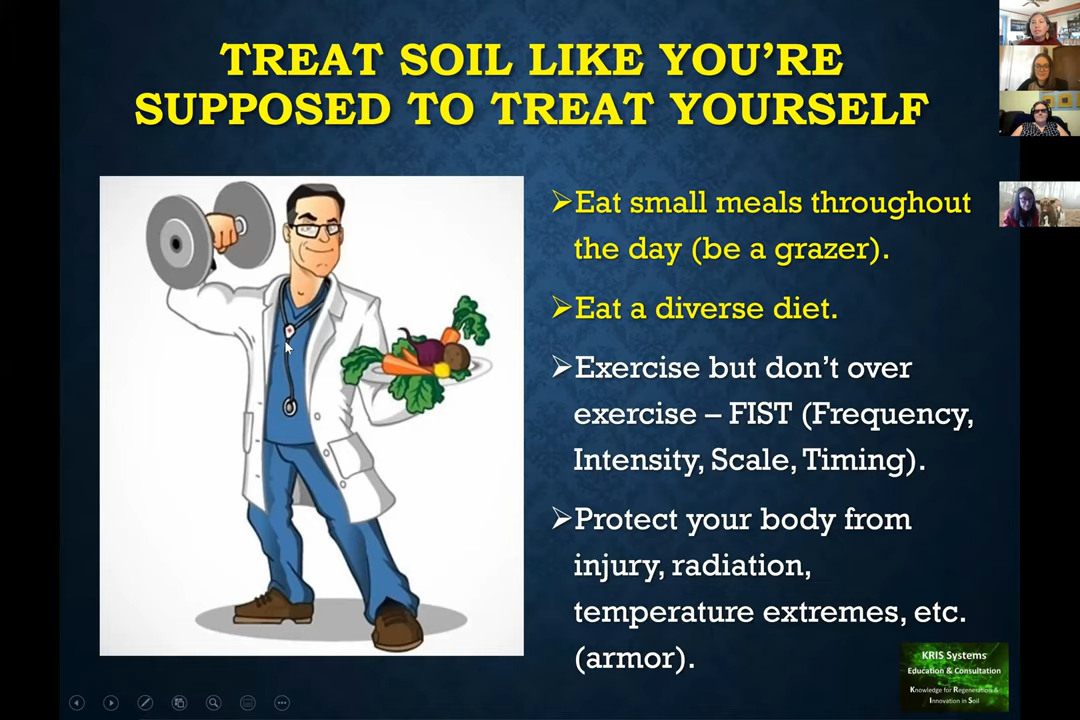 TREAT SOIL LIKE YOU'RE
SUPPOSED TO TREAT YOURSELF
➢Eat small meals throughout
the day (be a grazer).
➢Eat a diverse diet.
➢Exercise but don't over
exercise – FIST (Frequency,
Intensity, Scale, Timing).
➢Protect your body from
injury, radiation,
temperature extremes, etc.
(armor).
KRIS Systems
Education & Consultation
Knowledge for Regeneration &
Innovation in Soil